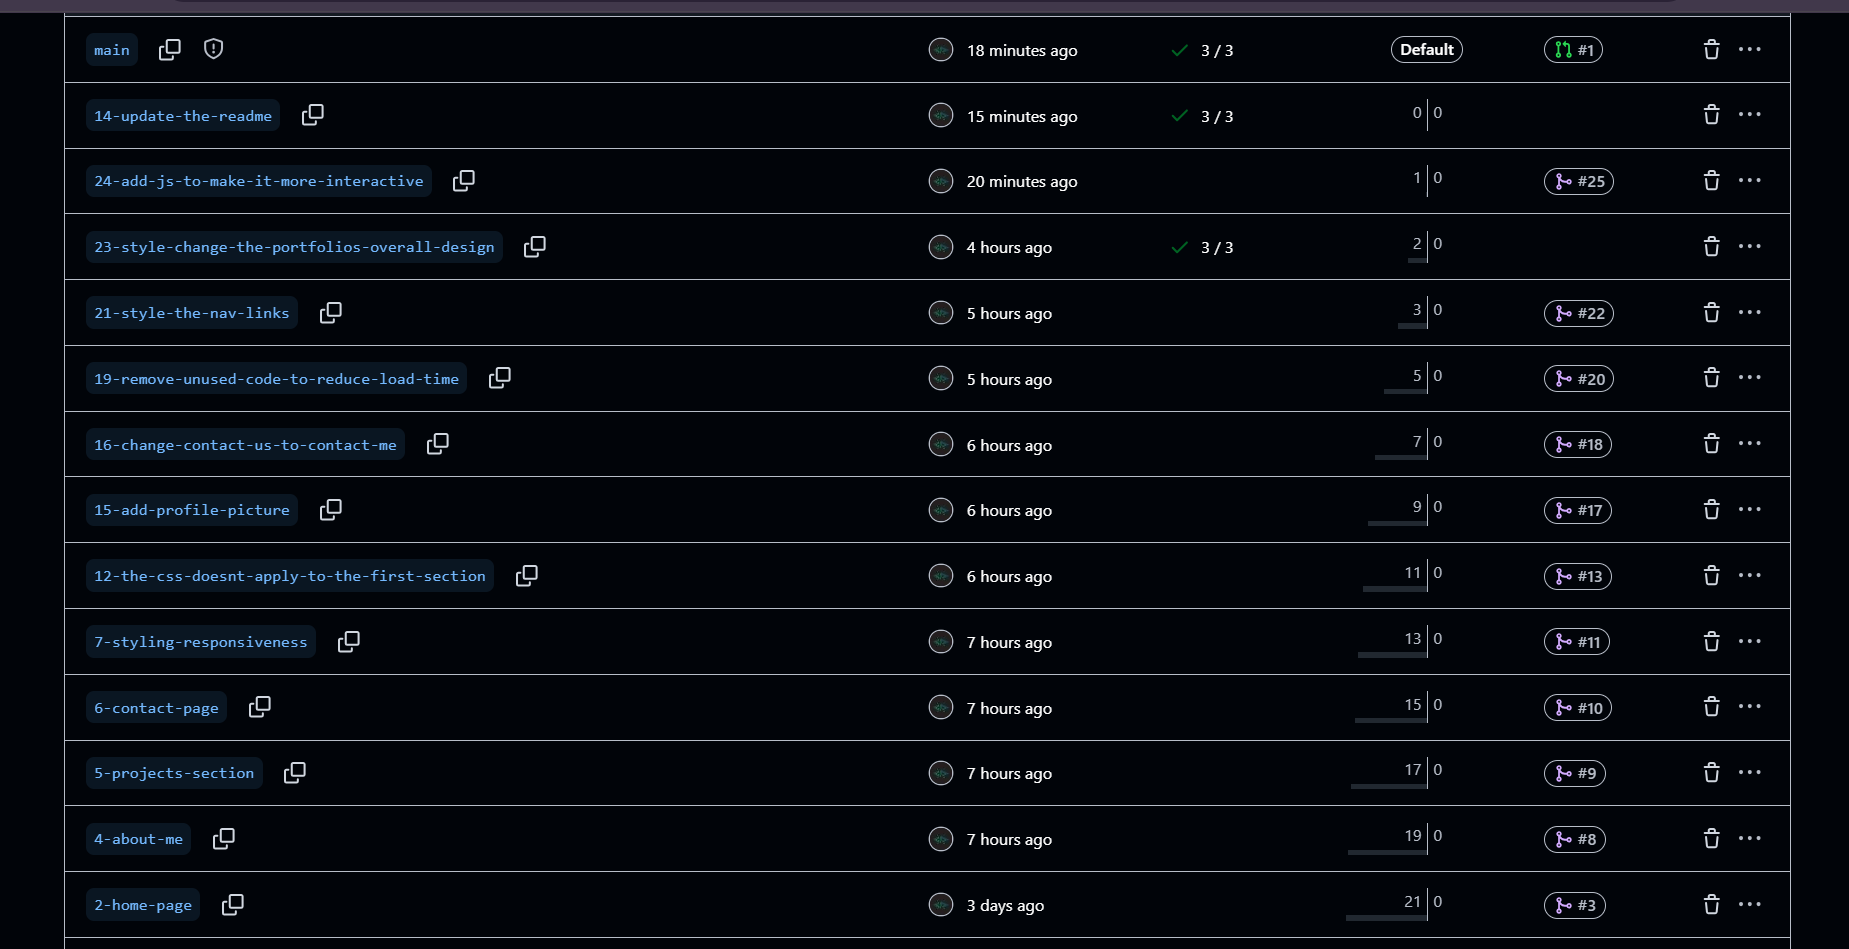 main 18 minutes ago 3 / 3 Default #1
14-update-the-readme 15 minutes ago 3 / 3 0 0
24-add-js-to-make-it-more-interactive 20 minutes ago 1 0 #25
23-style-change-the-portfolios-overall-design 4 hours ago 3 / 3 2 0
21-style-the-nav-links 5 hours ago 3 0 #22
19-remove-unused-code-to-reduce-load-time 5 hours ago 5 0 #20
16-change-contact-us-to-contact-me 6 hours ago 7 0 #18
15-add-profile-picture 6 hours ago 9 0 #17
12-the-css-doesnt-apply-to-the-first-section 6 hours ago 11 0 #13
7-styling-responsiveness 7 hours ago 13 0 #11
6-contact-page 7 hours ago 15 0 #10
5-projects-section 7 hours ago 17 0 #9
4-about-me 7 hours ago 19 0 #8
2-home-page 3 days ago 21 0 #3